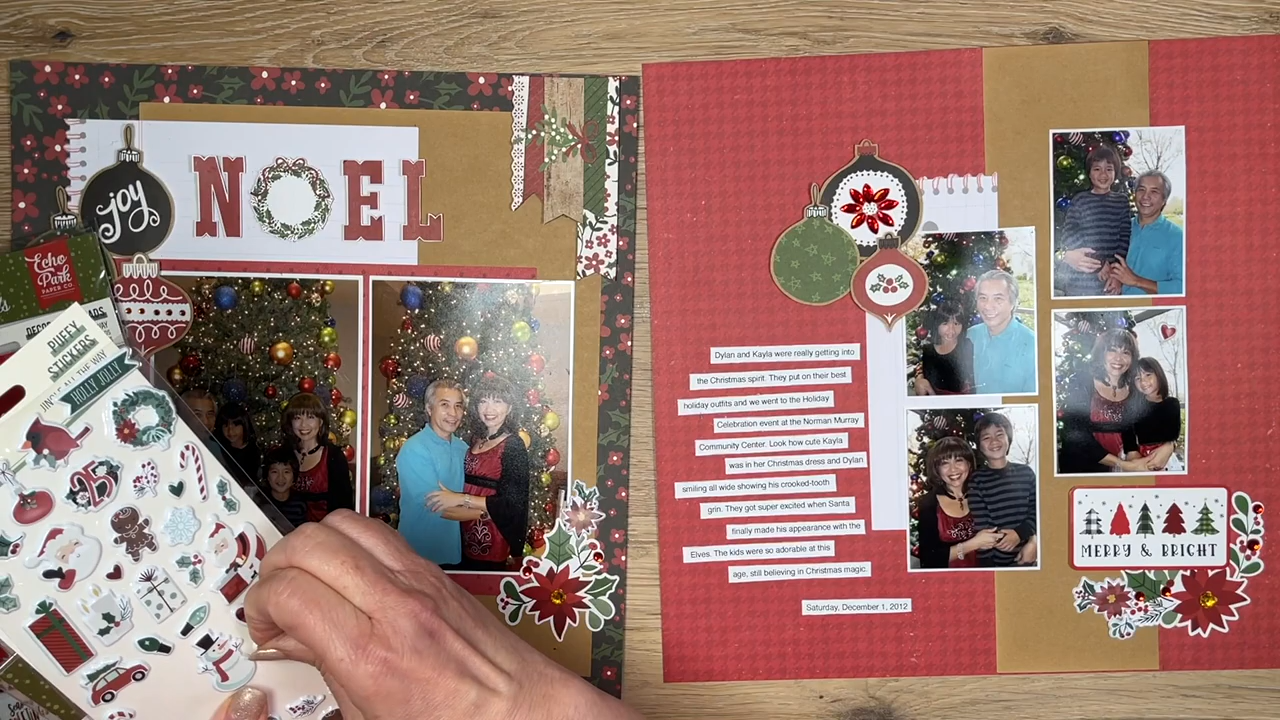 NOEL
joy
Echo
Park
PAPER CO
PUFFY
STICKERS
JINGLE ALL THE WAY
HOLLY JOLLY
25
Dylan and Kayla were really getting into
the Christmas spirit. They put on their best
holiday outfits and we went to the Holiday
Celebration event at the Norman Murray
Community Center. Look how cute Kayla
was in her Christmas dress and Dylan
smiling all wide showing his crooked-tooth
grin. They got super excited when Santa
finally made his appearance with the
Elves. The kids were so adorable at this
age, still believing in Christmas magic.
Saturday, December 1, 2012
MERRY & BRIGHT